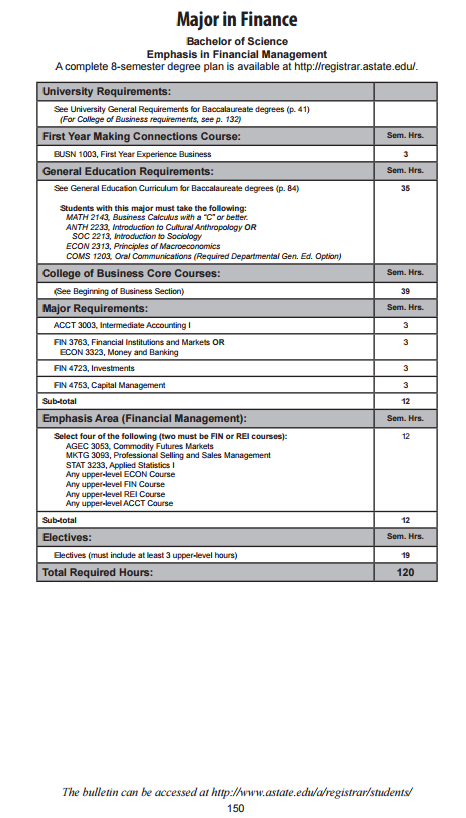 Major in Finance
Bachelor of Science
Emphasis in Financial Management
A complete 8-semester degree plan is available at http://registrar.astate.edu/.
University Requirements:
See University General Requirements for Baccalaureate degrees (p. 41)
(For College of Business requirements, see p. 132)
First Year Making Connections Course: Sem. Hrs.
BUSN 1003, First Year Experience Business 3
General Education Requirements: Sem. Hrs.
See General Education Curriculum for Baccalaureate degrees (p. 84) 35
Students with this major must take the following:
MATH 2143, Business Calculus with a “C” or better.
ANTH 2233, Introduction to Cultural Anthropology OR
SOC 2213, Introduction to Sociology
ECON 2313, Principles of Macroeconomics
COMS 1203, Oral Communications (Required Departmental Gen. Ed. Option)
College of Business Core Courses: Sem. Hrs.
(See Beginning of Business Section) 39
Major Requirements: Sem. Hrs.
ACCT 3003, Intermediate Accounting I 3
FIN 3763, Financial Institutions and Markets OR 3
ECON 3323, Money and Banking
FIN 4723, Investments 3
FIN 4753, Capital Management 3
Sub-total 12
Emphasis Area (Financial Management): Sem. Hrs.
Select four of the following (two must be FIN or REI courses): 12
AGEC 3053, Commodity Futures Markets
MKTG 3093, Professional Selling and Sales Management
STAT 3233, Applied Statistics I
Any upper-level ECON Course
Any upper-level FIN Course
Any upper-level REI Course
Any upper-level ACCT Course
Sub-total 12
Electives: Sem. Hrs.
Electives (must include at least 3 upper-level hours) 19
Total Required Hours: 120
The bulletin can be accessed at http://www.astate.edu/a/registrar/students/
150